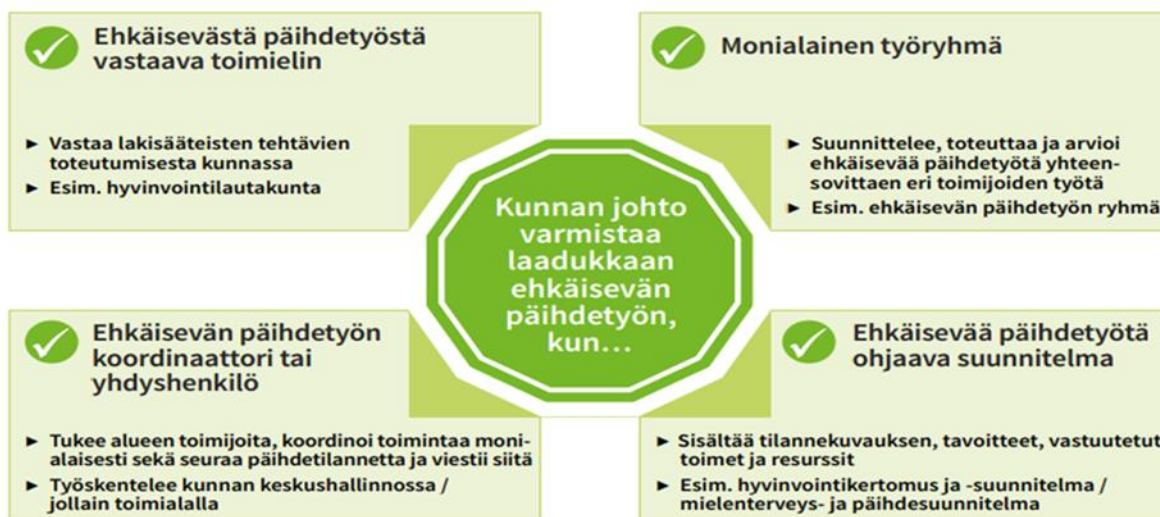 Ehkäisevästä päihdetyöstä
vastaava toimielin
► Vastaa lakisääteisten tehtävien
toteutumisesta kunnassa
► Esim. hyvinvointilautakunta
Monialainen työryhmä
► Suunnittelee, toteuttaa ja arvioi
ehkäisevää päihdetyötä yhteen-
sovittaen eri toimijoiden työtä
► Esim. ehkäisevän päihdetyön ryhmä
Kunnan johto
varmistaa
laadukkaan
ehkäisevän
päihdetyön,
kun...
Ehkäisevän päihdetyön
koordinaattori tai
yhdyshenkilö
► Tukee alueen toimijoita, koordinoi toimintaa moni-
alaisesti sekä seuraa päihdetilannetta ja viestii siitä
► Työskentelee kunnan keskushallinnossa /
jollain toimialalla
Ehkäisevää päihdetyötä
ohjaava suunnitelma
► Sisältää tilannekuvauksen, tavoitteet, vastuutetut
toimet ja resurssit
► Esim. hyvinvointikertomus ja -suunnitelma /
mielenterveys- ja päihdesuunnitelma